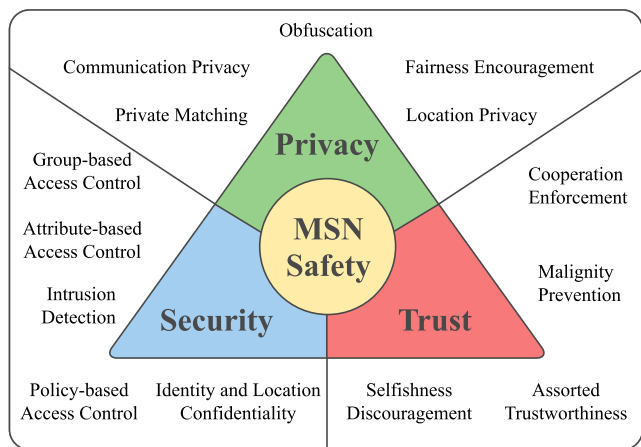 Obfuscation
Communication Privacy
Fairness Encouragement
Private Matching
Location Privacy
Privacy
Group-based
Access Control
Cooperation
Enforcement
Attribute-based
Access Control
MSN
Safety
Intrusion
Detection
Malignity
Prevention
Security
Trust
Policy-based
Access Control
Identity and Location
Confidentiality
Selfishness
Discouragement
Assorted
Trustworthiness